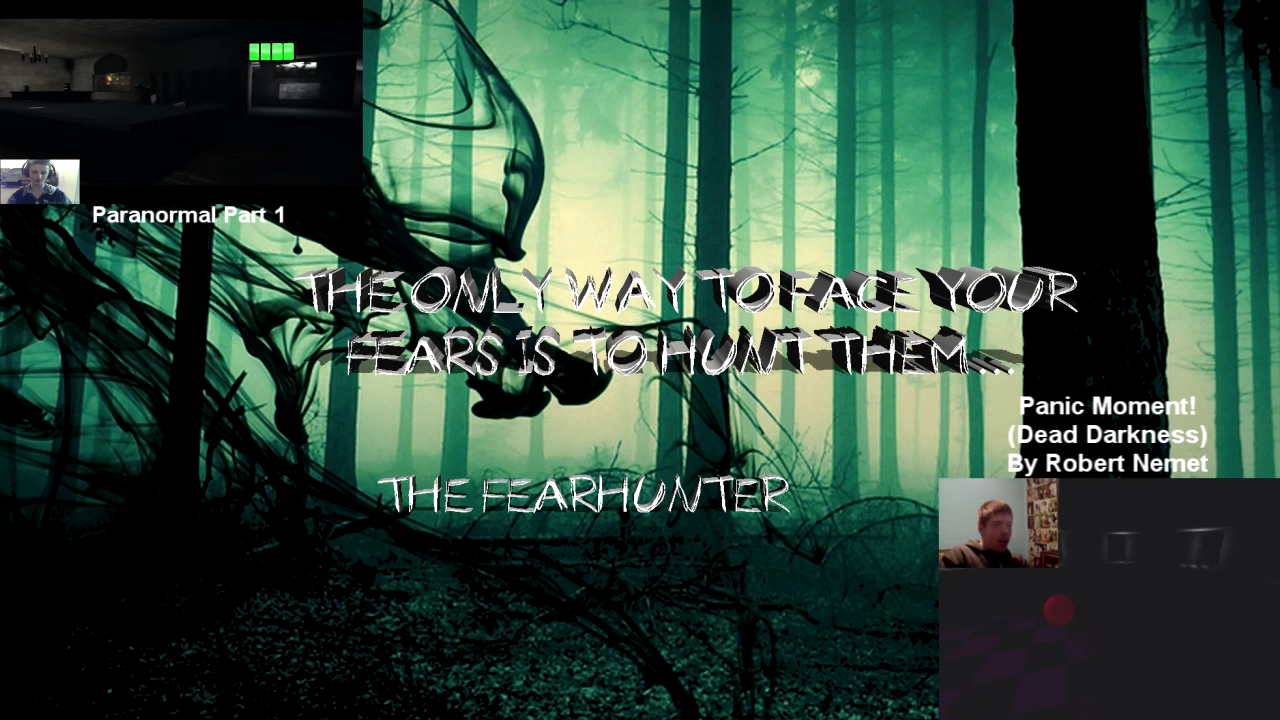 Paranormal Part 1
THE ONLY WAY TO FACE YOUR
FEARS IS TO HUNT THEM...
THE FEARHUNTER
Panic Moment!
(Dead Darkness)
By Robert Nemet